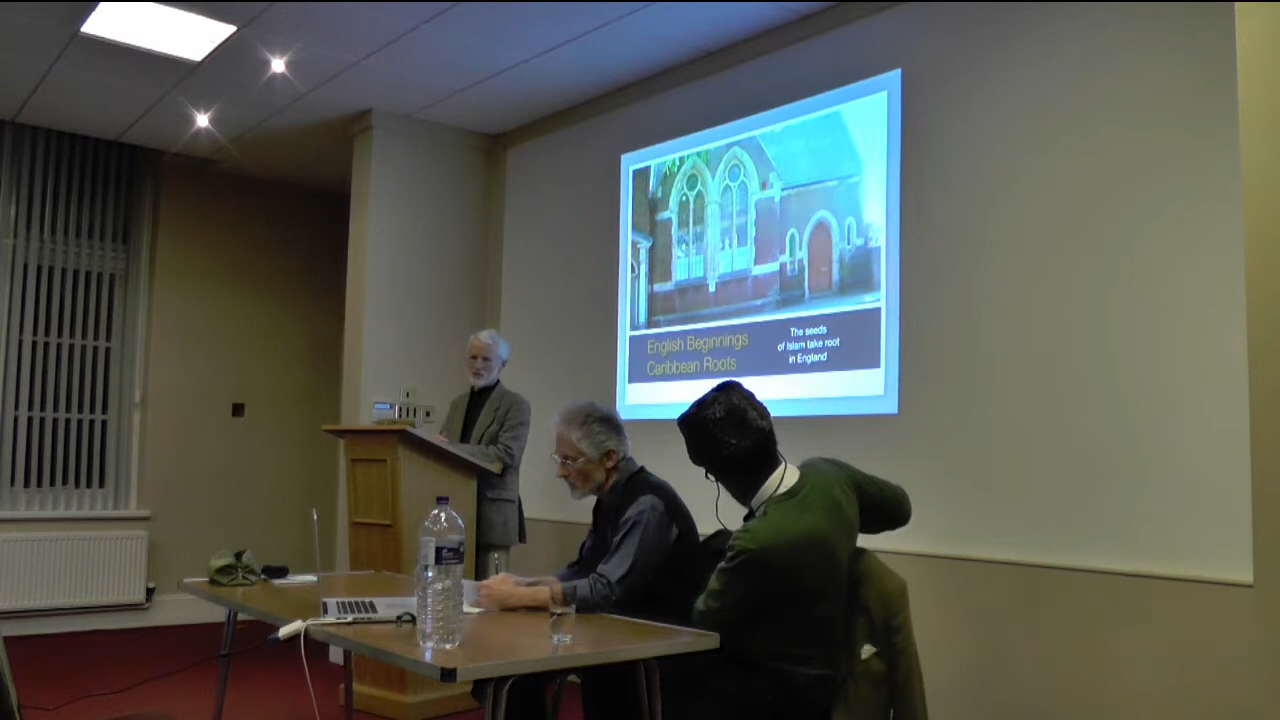 English Beginnings
Caribbean Roots
The seeds
of Islam take root
in England